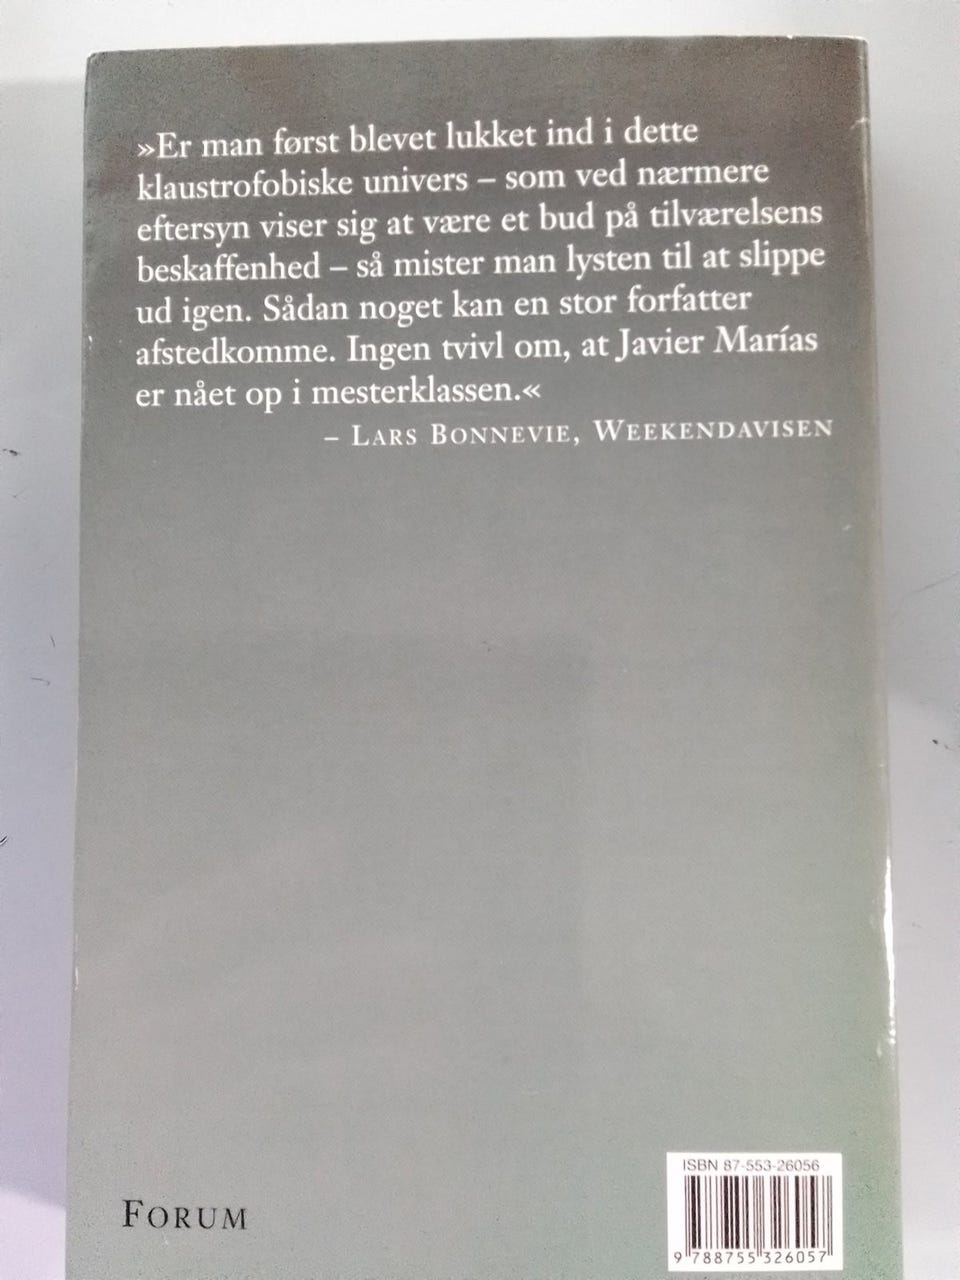 »Er man først blevet lukket ind i dette
klaustrofobiske univers – som ved nærmere
eftersyn viser sig at være et bud på tilværelsens
beskaffenhed – så mister man lysten til at slippe
ud igen. Sådan noget kan en stor forfatter
afstedkomme. Ingen tvivl om, at Javier Marías
er nået op i mesterklassen.«
– LARS BONNEVIE, WEEKENDAVISEN
FORUM
ISBN 87-553-26056
9 788755 326057